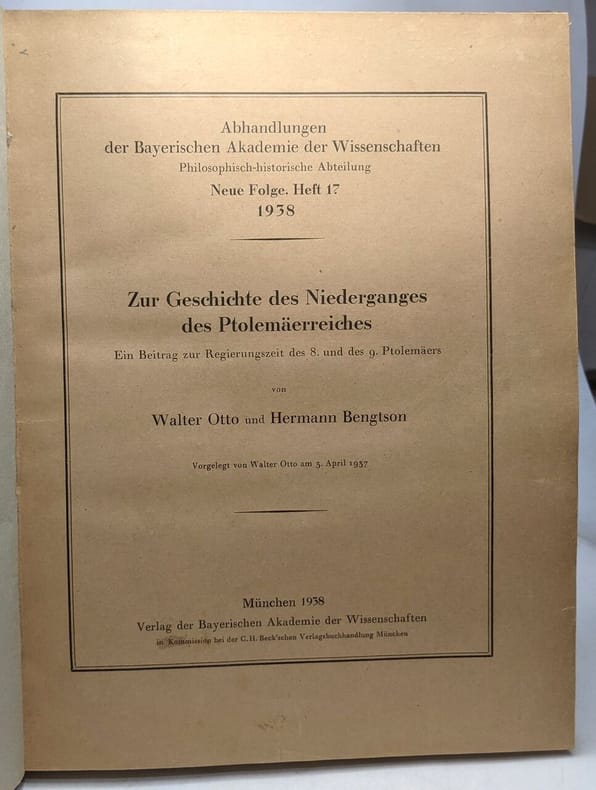 Abhandlungen
der Bayerischen Akademie der Wissenschaften
Philosophisch-historische Abteilung
Neue Folge. Heft 17
1938
Zur Geschichte des Niederganges
des Ptolemäerreiches
Ein Beitrag zur Regierungszeit des 8. und des 9. Ptolemäers
von
Walter Otto und Hermann Bengtson
Vorgelegt von Walter Otto am 3. April 1937
München 1938
Verlag der Bayerischen Akademie der Wissenschaften
in Kommission bei der C. H. Beck'schen Verlagsbuchhandlung München